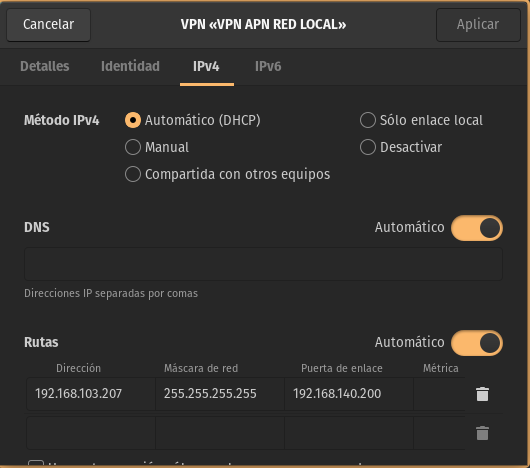 Cancelar
VPN «VPN APN RED LOCAL»
Aplicar
Detalles
Identidad
IPv4
IPv6
Método IPv4
Automático (DHCP)
Sólo enlace local
Manual
Desactivar
Compartida con otros equipos
DNS
Automático
Direcciones IP separadas por comas
Rutas
Automático
Dirección
Máscara de red
Puerta de enlace
Métrica
192.168.103.207
255.255.255.255
192.168.140.200